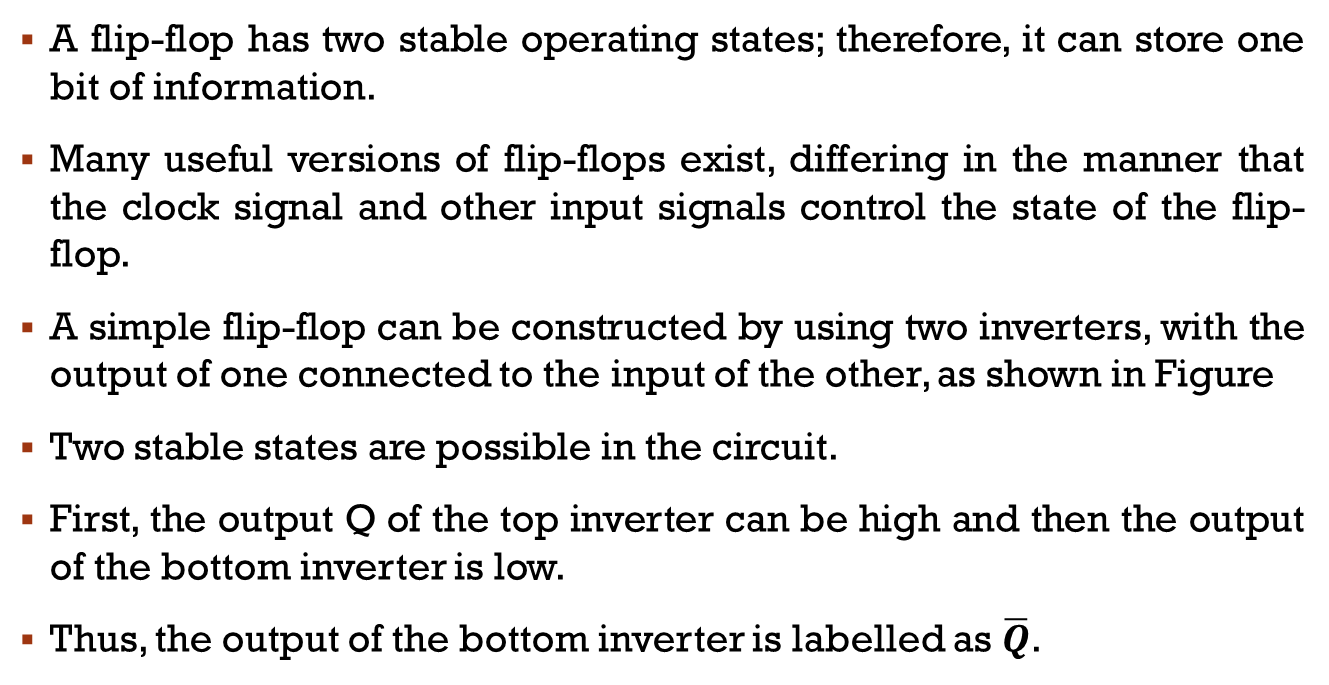 ▪ A flip-flop has two stable operating states; therefore, it can store one
bit of information.
▪ Many useful versions of flip-flops exist, differing in the manner that
the clock signal and other input signals control the state of the flip-
flop.
▪ A simple flip-flop can be constructed by using two inverters, with the
output of one connected to the input of the other, as shown in Figure
▪ Two stable states are possible in the circuit.
▪ First, the output Q of the top inverter can be high and then the output
of the bottom inverter is low.
▪ Thus, the output of the bottom inverter is labelled as Q̅.